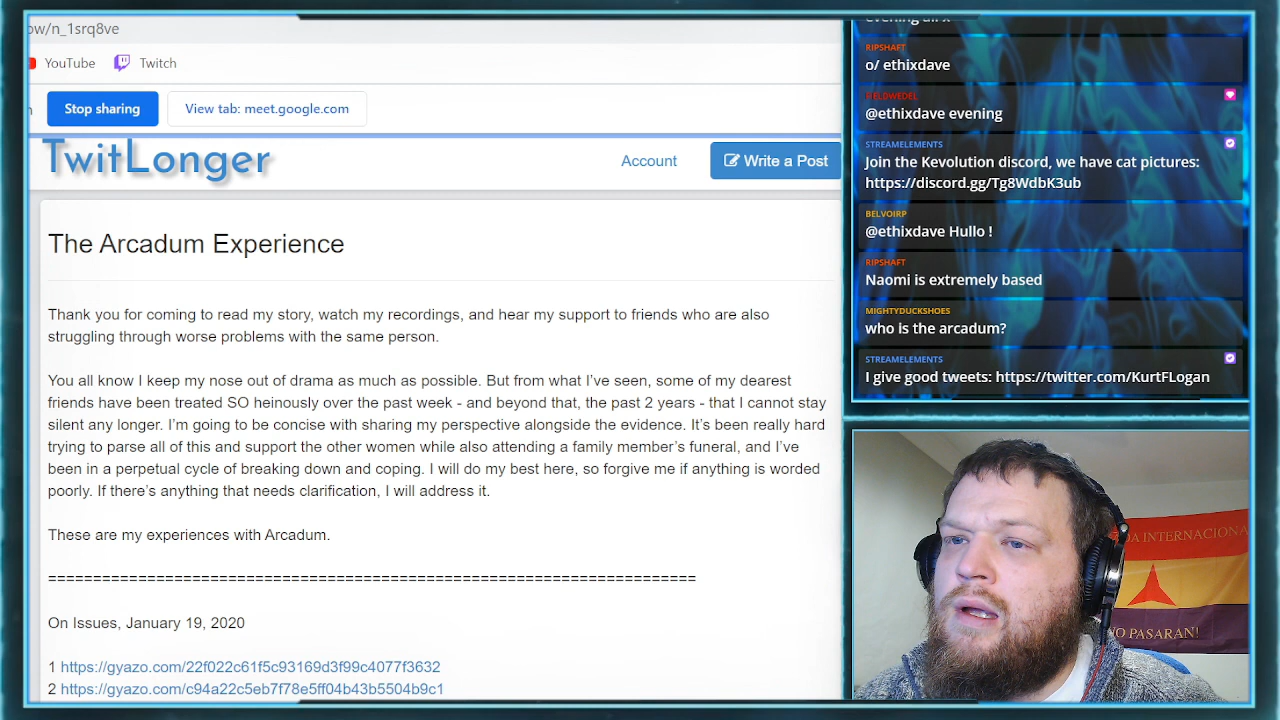 ow/n_1srq8ve
YouTube
Twitch
Stop sharing
View tab: meet.google.com
TwitLonger
Account
Write a Post
The Arcadum Experience
Thank you for coming to read my story, watch my recordings, and hear my support to friends who are also
struggling through worse problems with the same person.
You all know I keep my nose out of drama as much as possible. But from what I've seen, some of my dearest
friends have been treated SO heinously over the past week - and beyond that, the past 2 years - that I cannot stay
silent any longer. I'm going to be concise with sharing my perspective alongside the evidence. It's been really hard
trying to parse all of this and support the other women while also attending a family member's funeral, and I've
been in a perpetual cycle of breaking down and coping. I will do my best here, so forgive me if anything is worded
poorly. If there's anything that needs clarification, I will address it.
These are my experiences with Arcadum.
========================================================================
On Issues, January 19, 2020
1 https://gyazo.com/22f022c61f5c93169d3f99c4077f3632
2 https://gyazo.com/c94a22c5eb7f78e5ff04b43b5504b9c1
RIPSHAFT
o/ ethixdave
@ethixdave evening
STREAMELEMENTS
Join the Kevolution discord, we have cat pictures:
https://discord.gg/Tg8WdbK3ub
BELVOIRP
@ethixdave Hullo !
RIPSHAFT
Naomi is extremely based
MIGHTYDUCKSHOES
who is the arcadum?
STREAMELEMENTS
I give good tweets: https://twitter.com/KurtFLogan
DA INTERNACIONA
NO PASARAN!